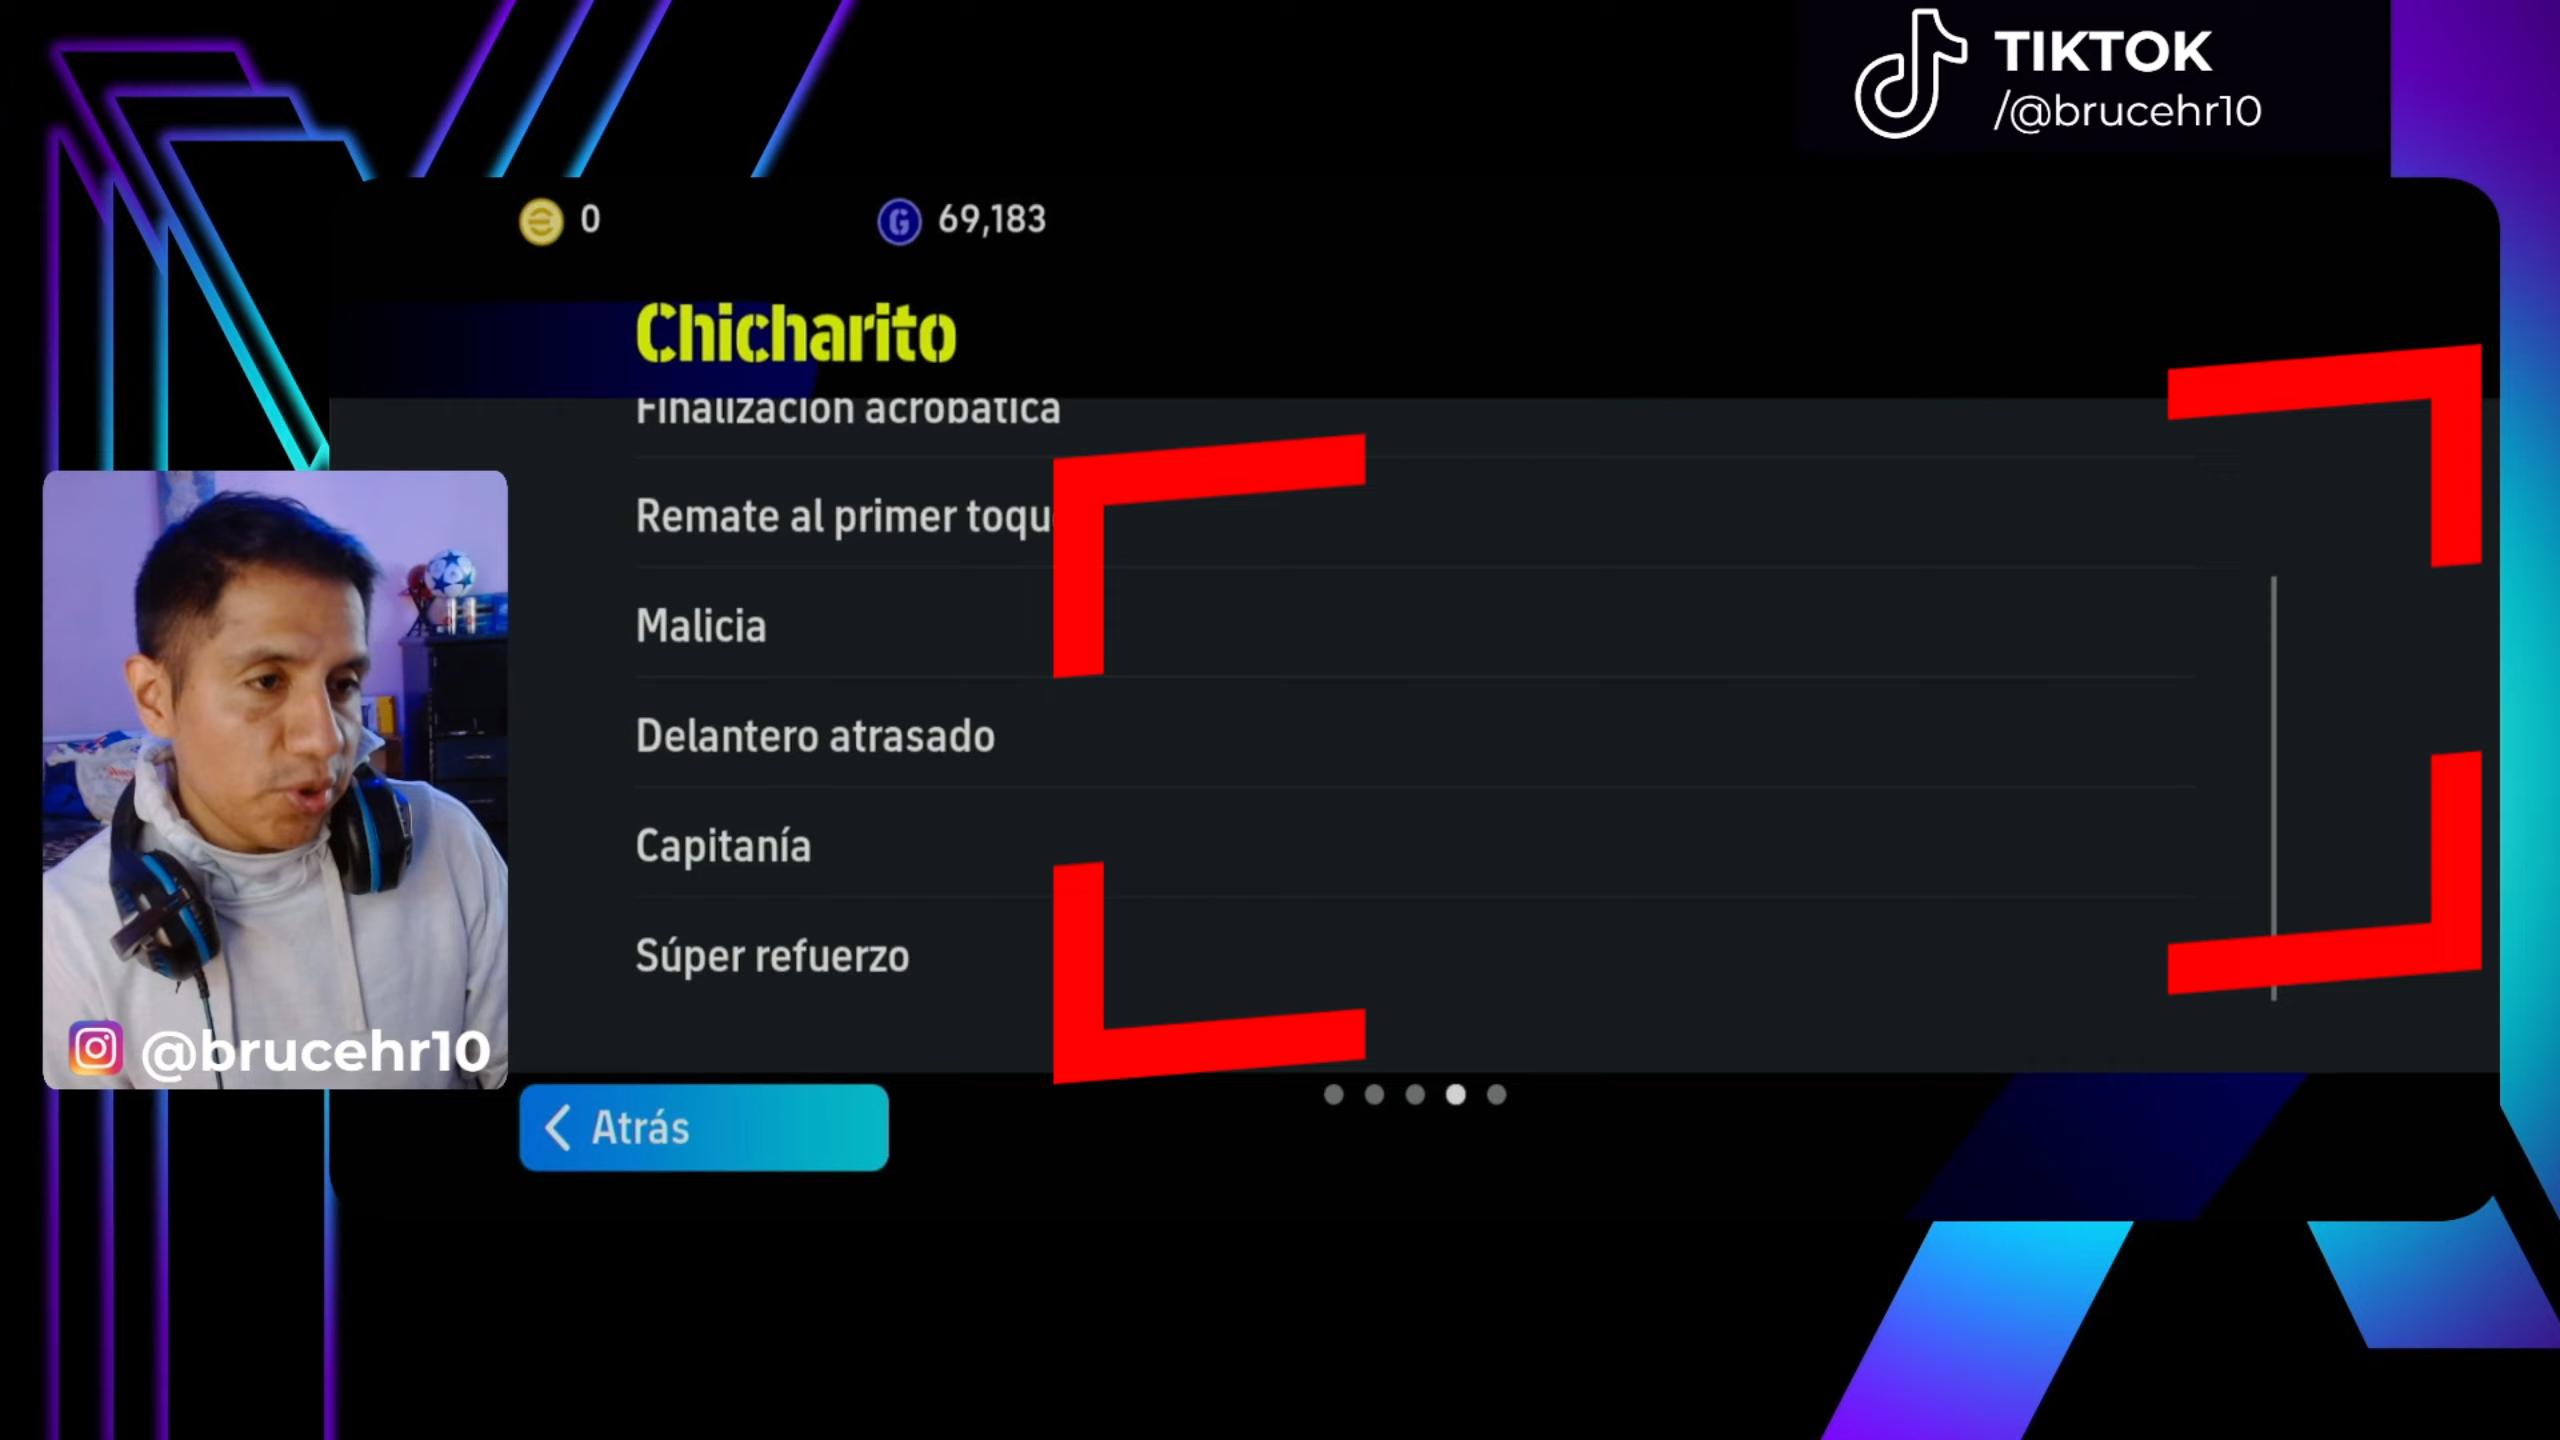 TIKTOK
/@brucehr10
0
69,183
Chicharito
Finalización acrobática
Remate al primer toqu
Malicia
Delantero atrasado
Capitanía
Súper refuerzo
@brucehr10
Atrás